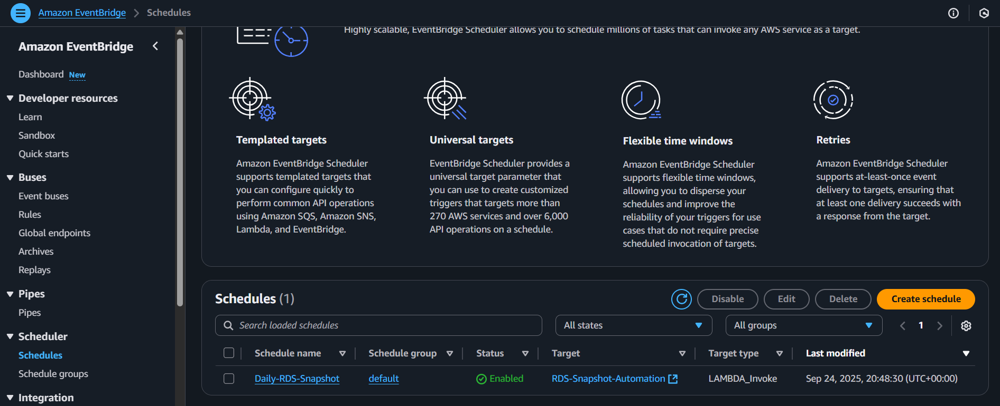 Amazon EventBridge
Schedules
Amazon EventBridge
Dashboard New
Developer resources
Learn
Sandbox
Quick starts
Buses
Event buses
Rules
Global endpoints
Archives
Replays
Pipes
Pipes
Scheduler
Schedules
Schedule groups
Integration
Highly scalable, EventBridge Scheduler allows you to schedule millions of tasks that can invoke any AWS service as a target.
Templated targets
Amazon EventBridge Scheduler
supports templated targets that
you can configure quickly to
perform common API operations
using Amazon SQS, Amazon SNS,
Lambda, and EventBridge.
Universal targets
EventBridge Scheduler provides a
universal target parameter that
you can use to create customized
triggers that targets more than
270 AWS services and over 6,000
API operations on a schedule.
Flexible time windows
Amazon EventBridge Scheduler
supports flexible time windows,
allowing you to disperse your
schedules and improve the
reliability of your triggers for use
cases that do not require precise
scheduled invocation of targets.
Retries
Amazon EventBridge Scheduler
supports at-least-once event
delivery to targets, ensuring that
at least one delivery succeeds with
a response from the target.
Schedules (1)
Disable
Edit
Delete
Create schedule
Search loaded schedules
All states
All groups
1
Schedule name
Schedule group
Status
Target
Target type
Last modified
Daily-RDS-Snapshot
default
Enabled
RDS-Snapshot-Automation
LAMBDA_Invoke
Sep 24, 2025, 20:48:30 (UTC+00:00)